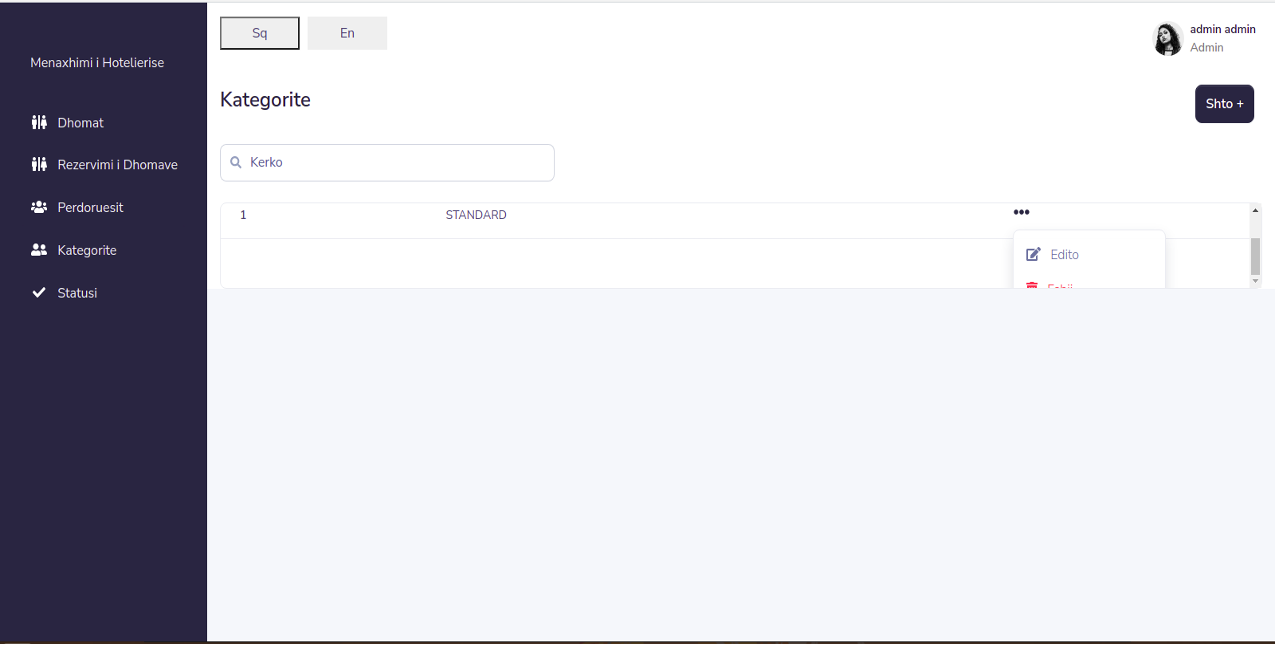 Sq
En
admin admin
Admin
Menaxhimi i Hotelierise
Dhomat
Rezervimi i Dhomave
Perdoruesit
Kategorite
Statusi
Kategorite
Shto +
Kerko
1 STANDARD •••
Edito